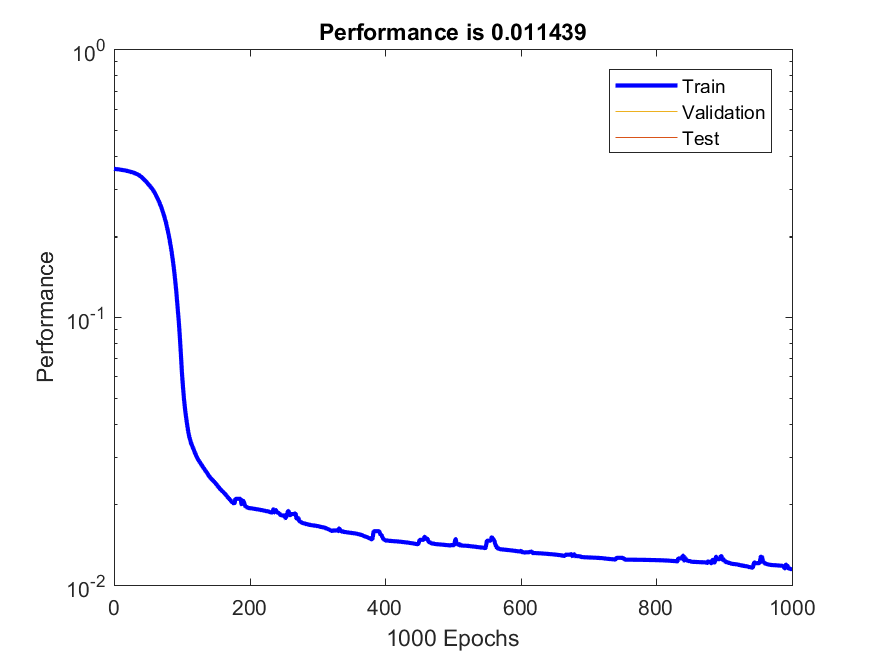 Performance is 0.011439
10^0
Train
Validation
Test
Performance
10^-1
10^-2
0 200 400 600 800 1000
1000 Epochs